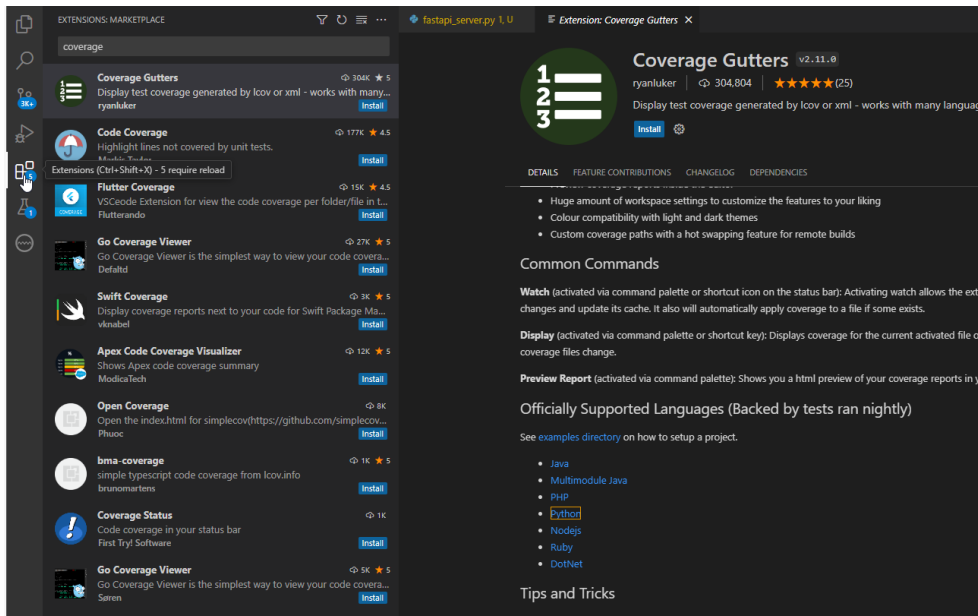 EXTENSIONS: MARKETPLACE
coverage
Coverage Gutters 304K ★ 5
Display test coverage generated by lcov or xml - works with many...
ryanluker Install
Code Coverage 177K ★ 4.5
Highlight lines not covered by unit tests.
Install
Extensions (Ctrl+Shift+X) - 5 require reload
Flutter Coverage 15K ★ 4.5
VSCeode Extension for view the code coverage per folder/file in t...
Flutterando Install
Go Coverage Viewer 27K ★ 5
Go Coverage Viewer is the simplest way to view your code covera...
Defaltd Install
Swift Coverage 3K ★ 5
Display coverage reports next to your code for Swift Package Ma...
vknabel Install
Apex Code Coverage Visualizer 12K ★ 5
Shows Apex code coverage summary
ModicaTech Install
Open Coverage 8K
Open the index.html for simplecov(https://github.com/simplecov...
Phuoc Install
bma-coverage 1K ★ 5
simple typescript code coverage from lcov.info
brunomartens Install
Coverage Status 1K
Code coverage in your status bar
First Try! Software Install
Go Coverage Viewer 5K ★ 5
Go Coverage Viewer is the simplest way to view your code covera...
Søren Install
3K+
5
1
COVERAGE
fastapi_server.py 1, U
Extension: Coverage Gutters ×
1
2
3
Coverage Gutters v2.11.0
ryanluker | 304,804 | ★★★★★(25)
Display test coverage generated by lcov or xml - works with many languag
Install
DETAILS FEATURE CONTRIBUTIONS CHANGELOG DEPENDENCIES
• Huge amount of workspace settings to customize the features to your liking
• Colour compatibility with light and dark themes
• Custom coverage paths with a hot swapping feature for remote builds
Common Commands
Watch (activated via command palette or shortcut icon on the status bar): Activating watch allows the ext
changes and update its cache. It also will automatically apply coverage to a file if some exists.
Display (activated via command palette or shortcut key): Displays coverage for the current activated file o
coverage files change.
Preview Report (activated via command palette): Shows you a html preview of your coverage reports in y
Officially Supported Languages (Backed by tests ran nightly)
See examples directory on how to setup a project.
• Java
• Multimodule Java
• PHP
• Python
• Nodejs
• Ruby
• DotNet
Tips and Tricks